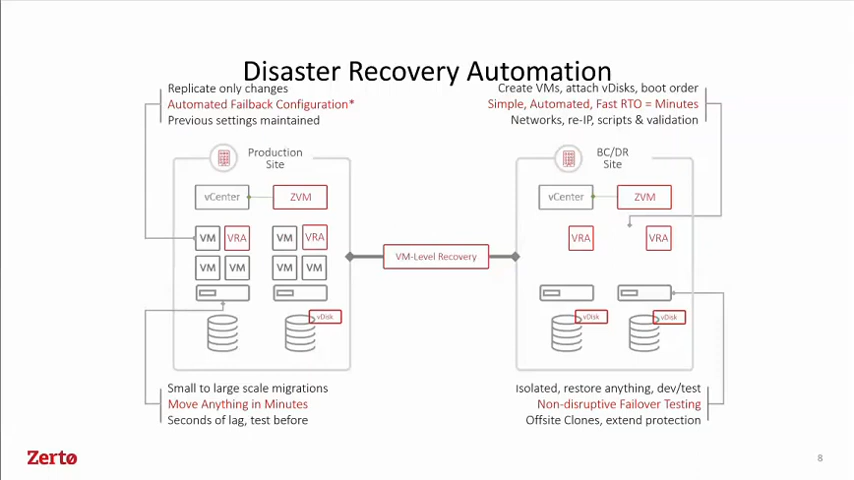 Disaster Recovery Automation
Replicate only changes
Automated Failback Configuration*
Previous settings maintained
Create VMs, attach vDisks, boot order
Simple, Automated, Fast RTO = Minutes
Networks, re-IP, scripts & validation
Production
Site
BC/DR
Site
vCenter
ZVM
vCenter
ZVM
VM
VRA
VM
VRA
VRA
VRA
VM
VM
VM
VM
VM-Level Recovery
vDisk
vDisk
vDisk
Small to large scale migrations
Move Anything in Minutes
Seconds of lag, test before
Isolated, restore anything, dev/test
Non-disruptive Failover Testing
Offsite Clones, extend protection
Zerto
8